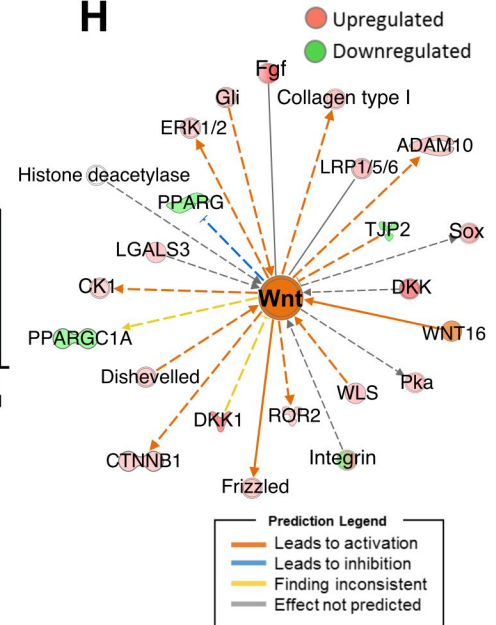 H
Upregulated
Downregulated
Fgf
Gli
Collagen type I
ERK1/2
ADAM10
LRP1/5/6
Histone deacetylase
PPARG
TJP2
Sox
LGALS3
CK1
DKK
Wnt
WNT16
PPARGC1A
Dishevelled
Pka
WLS
DKK1
ROR2
CTNNB1
Integrin
Frizzled
Prediction Legend
Leads to activation
Leads to inhibition
Finding inconsistent
Effect not predicted